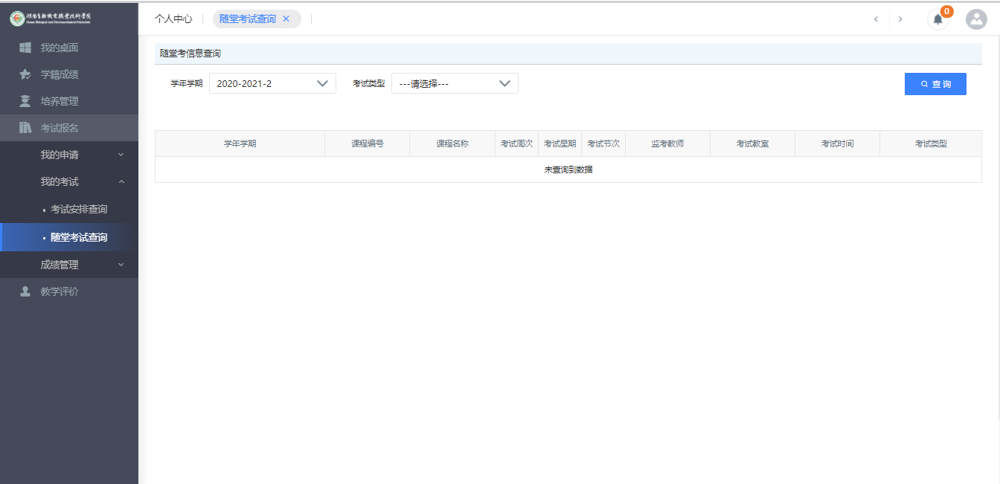 湖南生物机电职业技术学院
个人中心
随堂考试查询 ×
0
我的桌面
学籍成绩
培养管理
考试报名
我的申请
我的考试
考试安排查询
随堂考试查询
成绩管理
教学评价
随堂考信息查询
学年学期 2020-2021-2 考试类型 ---请选择--- 查 询
学年学期 课程编号 课程名称 考试周次 考试星期 考试节次 监考教师 考试教室 考试时间 考试类型
未查询到数据